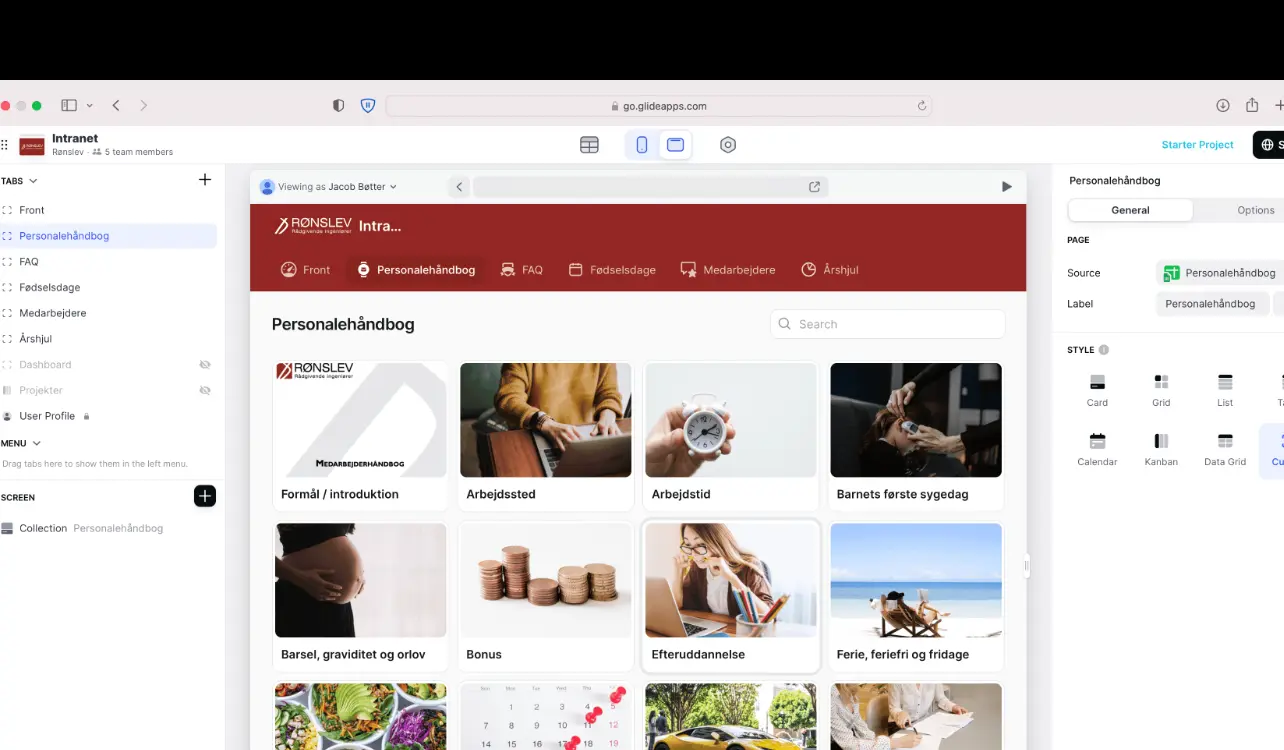 go.glideapps.com
Intranet
Rønslev · 5 team members
Starter Project
TABS
Front
Personalehåndbog
FAQ
Fødselsdage
Medarbejdere
Årshjul
Dashboard
Projekter
User Profile
MENU
Drag tabs here to show them in the left menu.
SCREEN
Collection Personalehåndbog
Viewing as Jacob Bøtter
RØNSLEV
Rådgivende ingeniører
Intra...
Front Personalehåndbog FAQ Fødselsdage Medarbejdere Årshjul
Personalehåndbog
Search
RØNSLEV
Rådgivende ingeniører
MEDARBEJDERHÅNDBOG
Formål / introduktion
Arbejdssted
Arbejdstid
Barnets første sygedag
Barsel, graviditet og orlov
Bonus
Efteruddannelse
Ferie, feriefri og fridage
1 2 3 4 5
7 8 9 10 11 12
14 15 16 17 18 19
Personalehåndbog
General Options
PAGE
Source Personalehåndbog
Label Personalehåndbog
STYLE
Card Grid List
Calendar Kanban Data Grid